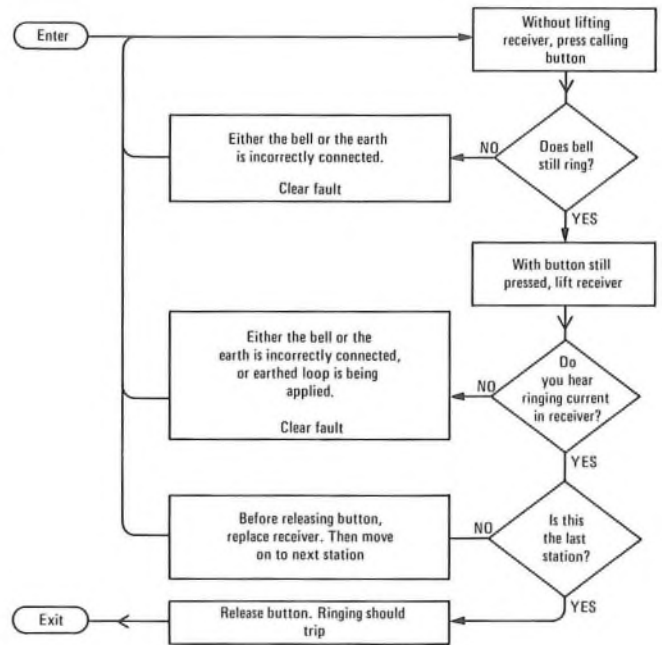 Enter
Without lifting
receiver, press calling
button
Either the bell or the earth
is incorrectly connected.
Clear fault
NO
Does bell
still ring?
YES
With button still
pressed, lift receiver
Either the bell or the
earth is incorrectly connected,
or earthed loop is being
applied.
Clear fault
NO
Do
you hear
ringing current
in receiver?
YES
Before releasing button,
replace receiver. Then move
on to next station
NO
Is this
the last
station?
YES
Exit
Release button. Ringing should
trip